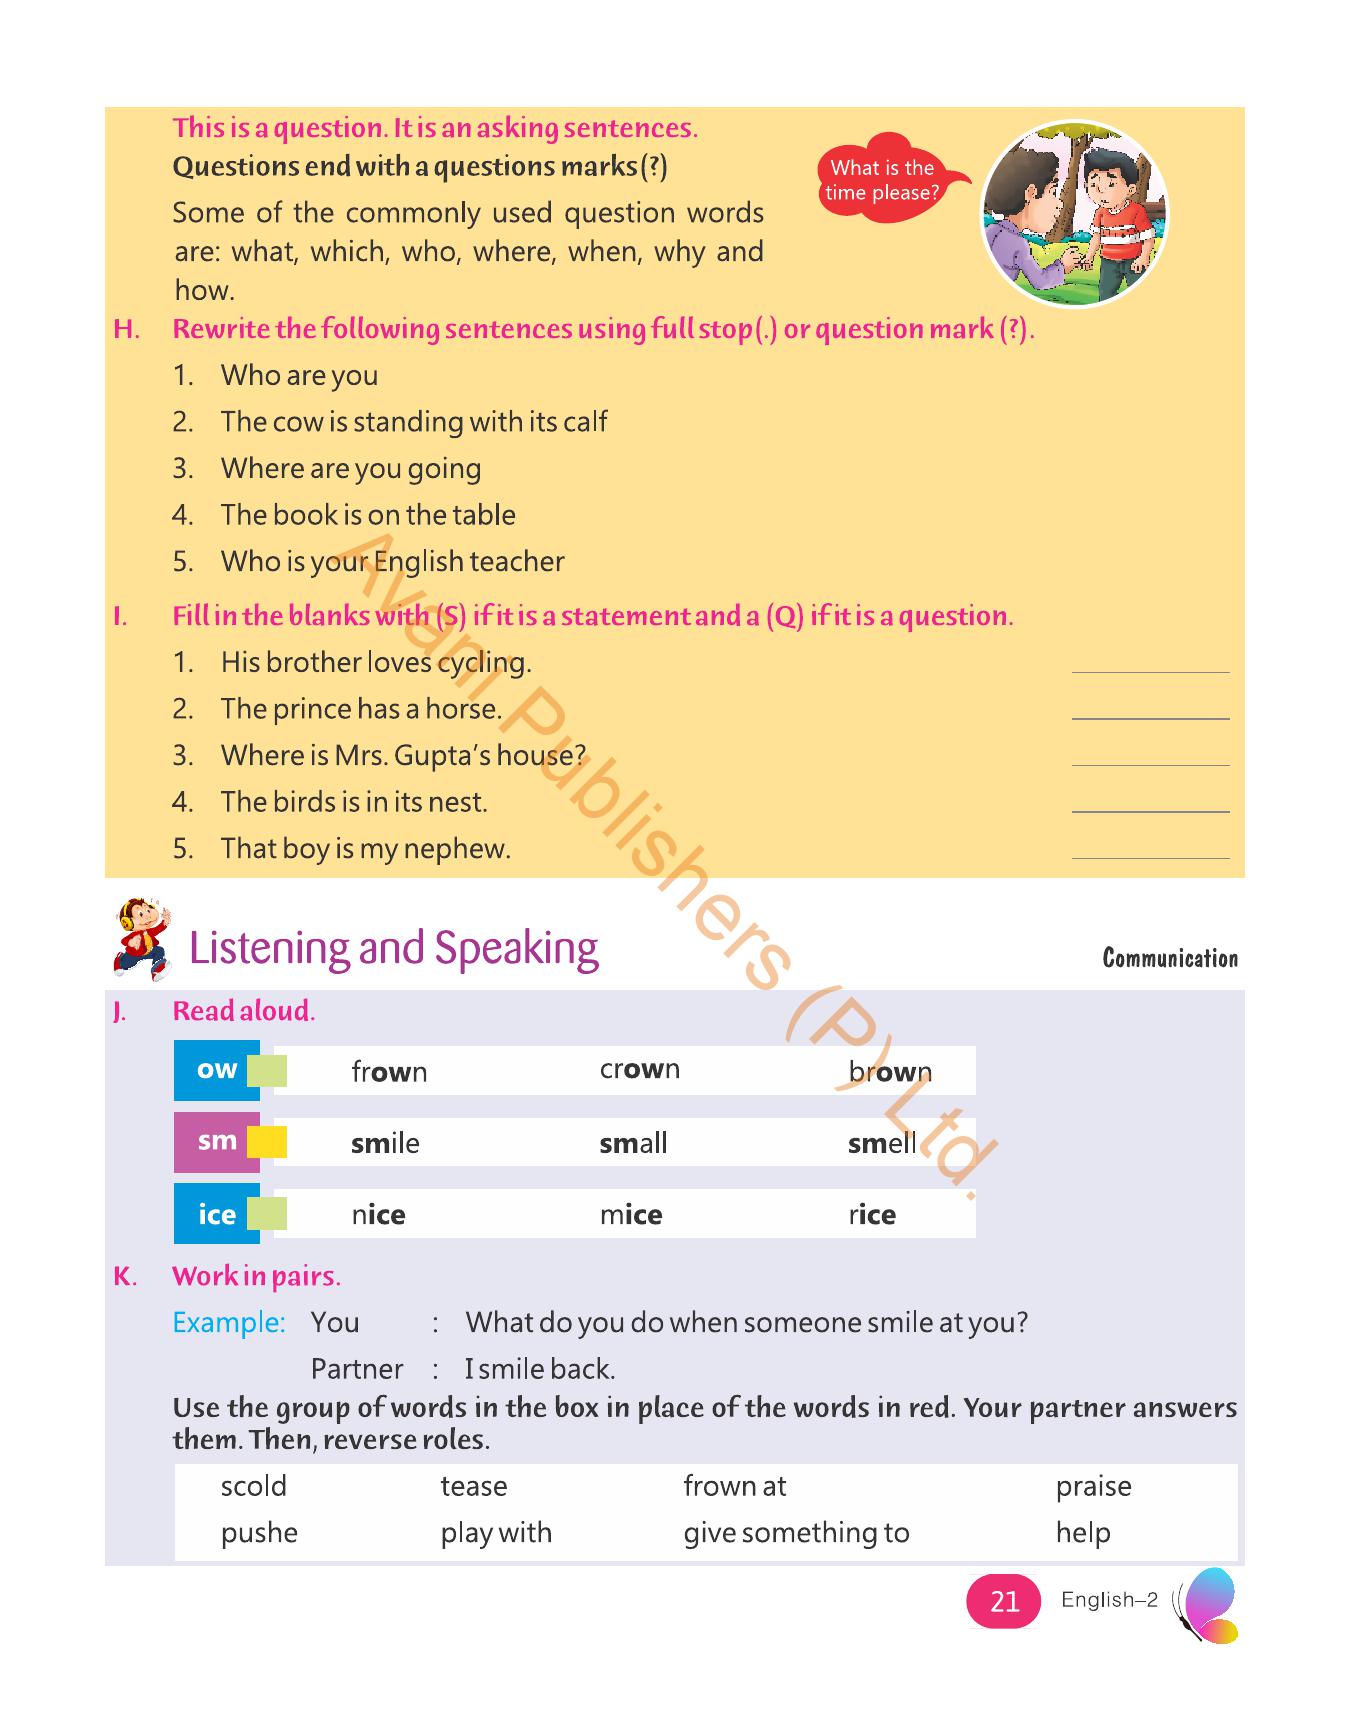 This is a question. It is an asking sentences.
Questions end with a questions marks (?)
Some of the commonly used question words
are: what, which, who, where, when, why and
how.
What is the
time please?
H. Rewrite the following sentences using full stop(.) or question mark (?).
1. Who are you
2. The cow is standing with its calf
3. Where are you going
4. The book is on the table
5. Who is your English teacher
I. Fill in the blanks with (S) if it is a statement and a (Q) if it is a question.
1. His brother loves cycling.
2. The prince has a horse.
3. Where is Mrs. Gupta's house?
4. The birds is in its nest.
5. That boy is my nephew.
Avani Publishers (P) Ltd.
Listening and Speaking
Communication
J. Read aloud.
ow frown crown brown
sm smile small smell
ice nice mice rice
K. Work in pairs.
Example: You : What do you do when someone smile at you?
Partner : I smile back.
Use the group of words in the box in place of the words in red. Your partner answers
them. Then, reverse roles.
scold tease frown at praise
pushe play with give something to help
21 English–2